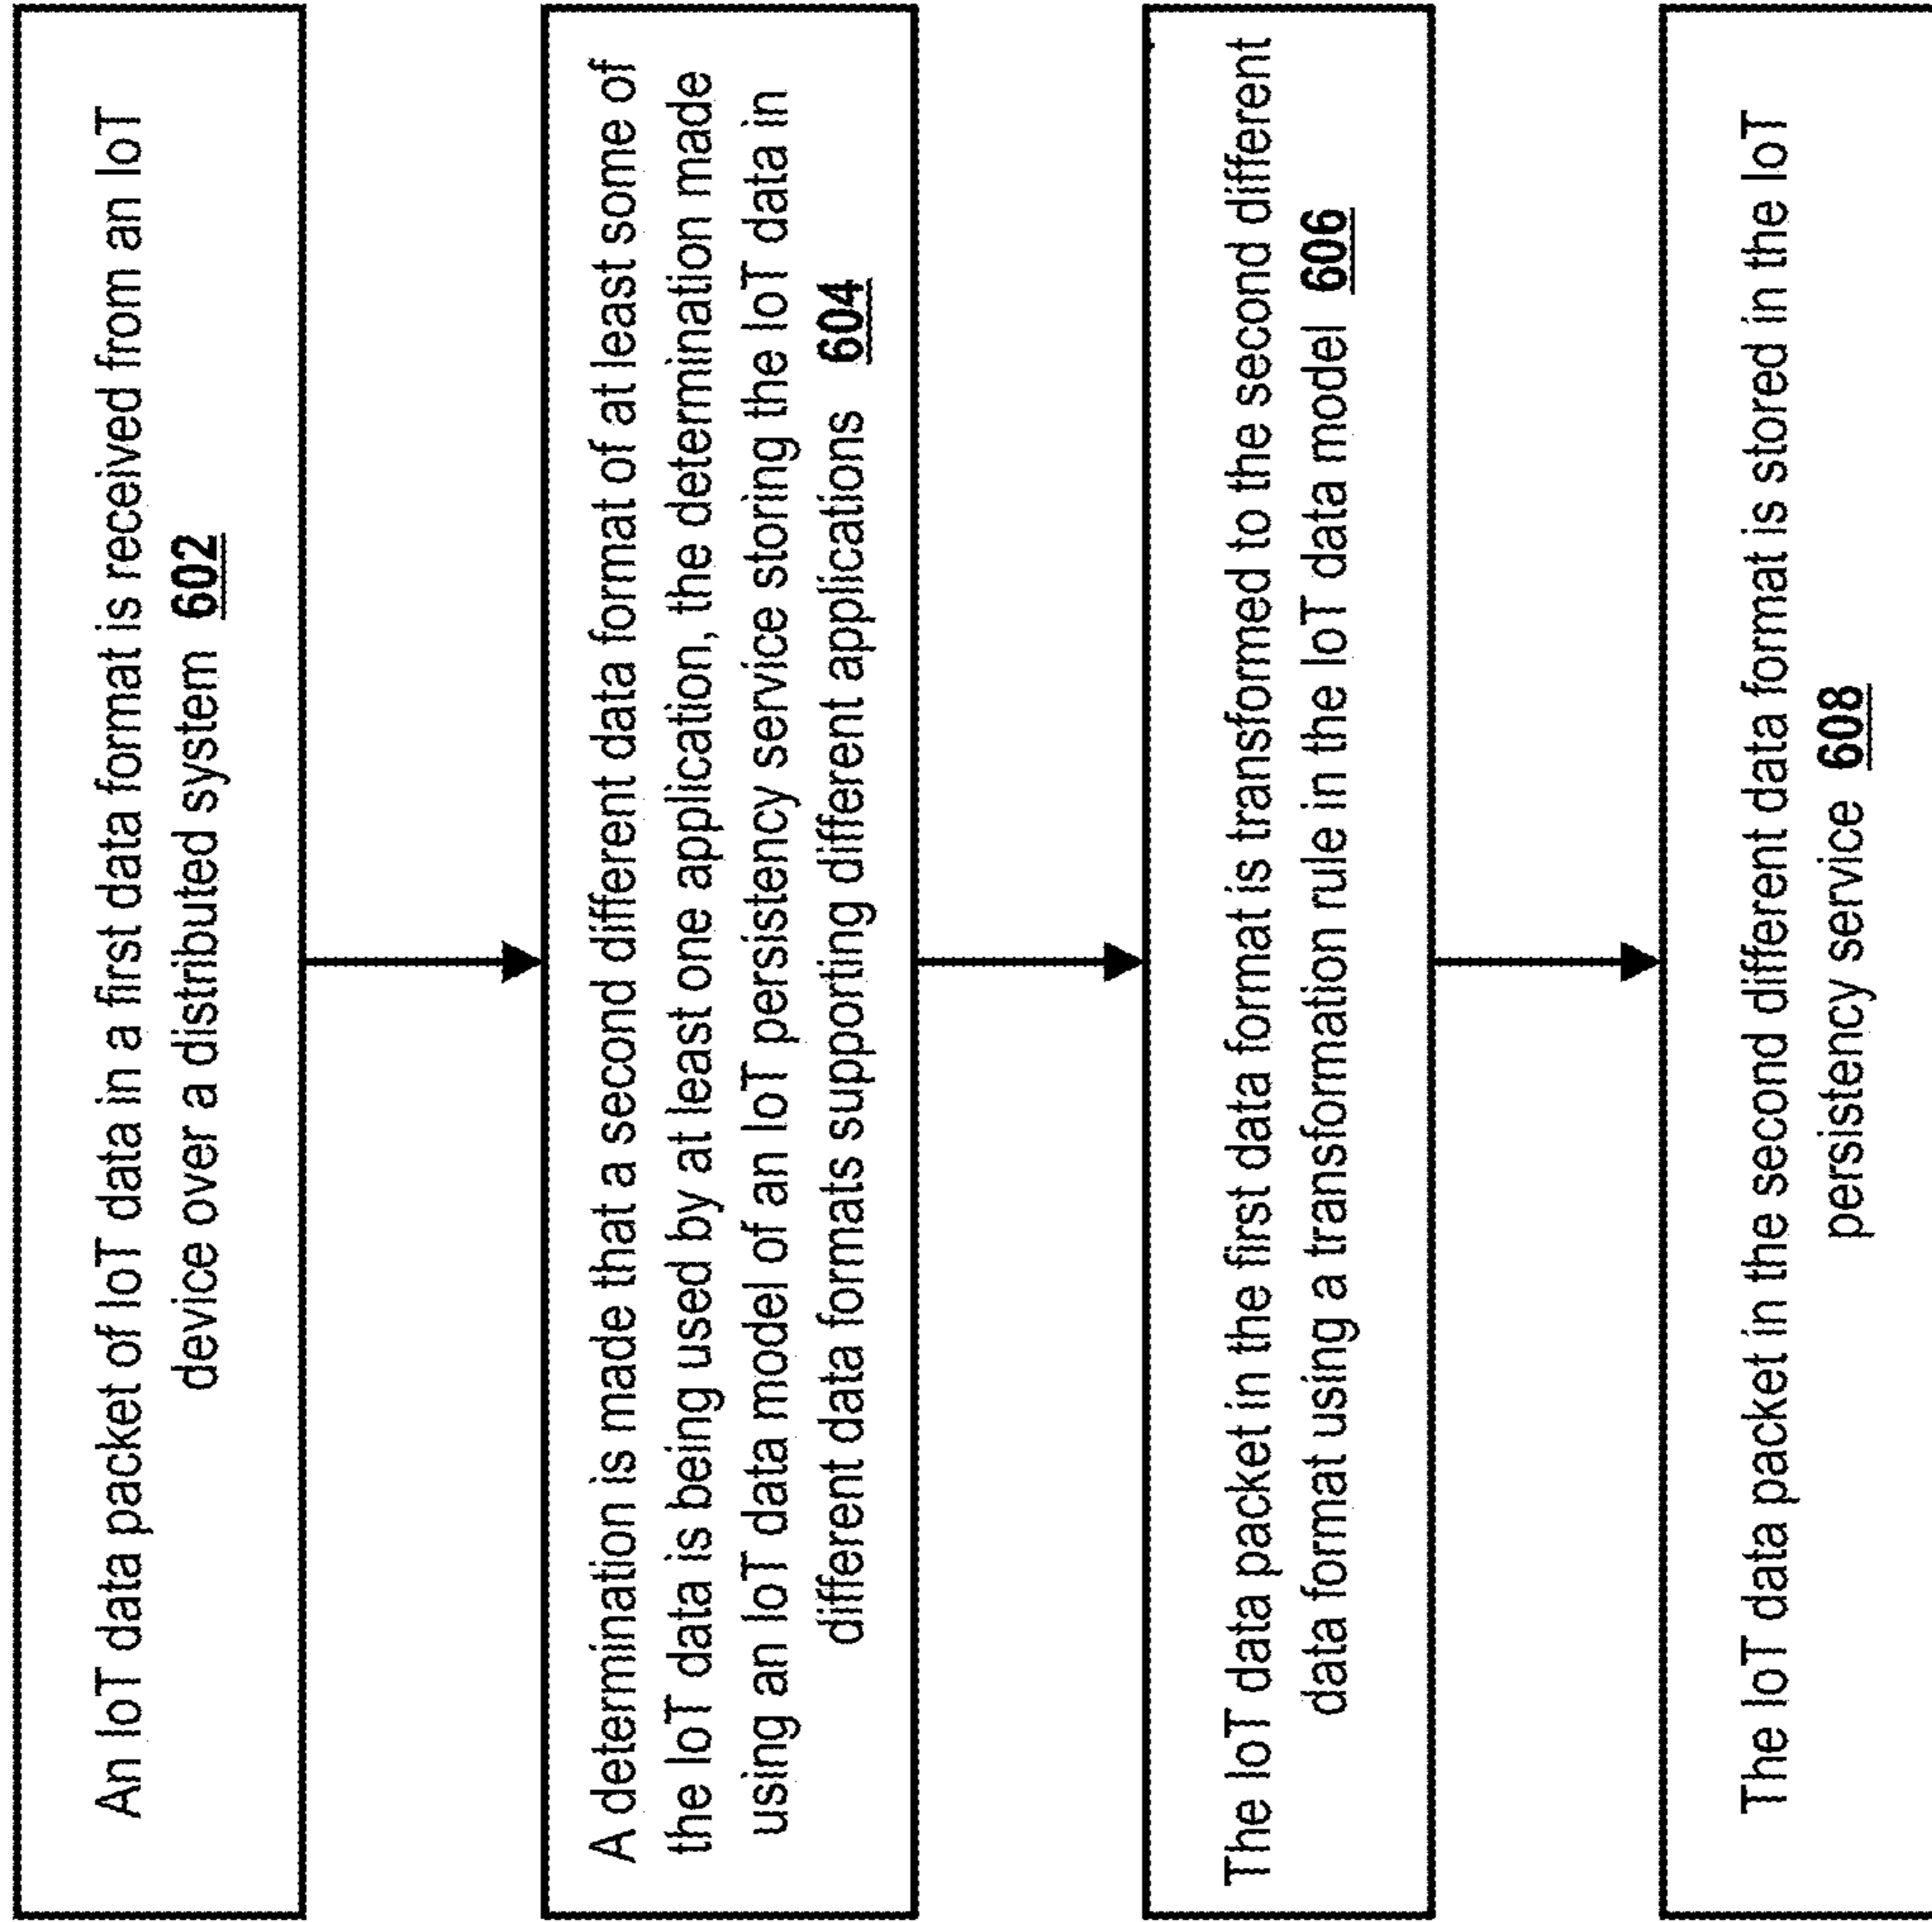 An IoT data packet of IoT data in a first data format is received from an IoT
device over a distributed system 602
A determination is made that a second different data format of at least some of
the IoT data is being used by at least one application, the determination made
using an IoT data model of an IoT persistency service storing the IoT data in
different data formats supporting different applications 604
The IoT data packet in the first data format is transformed to the second different
data format using a transformation rule in the IoT data model 606
The IoT data packet in the second different data format is stored in the IoT
persistency service 608